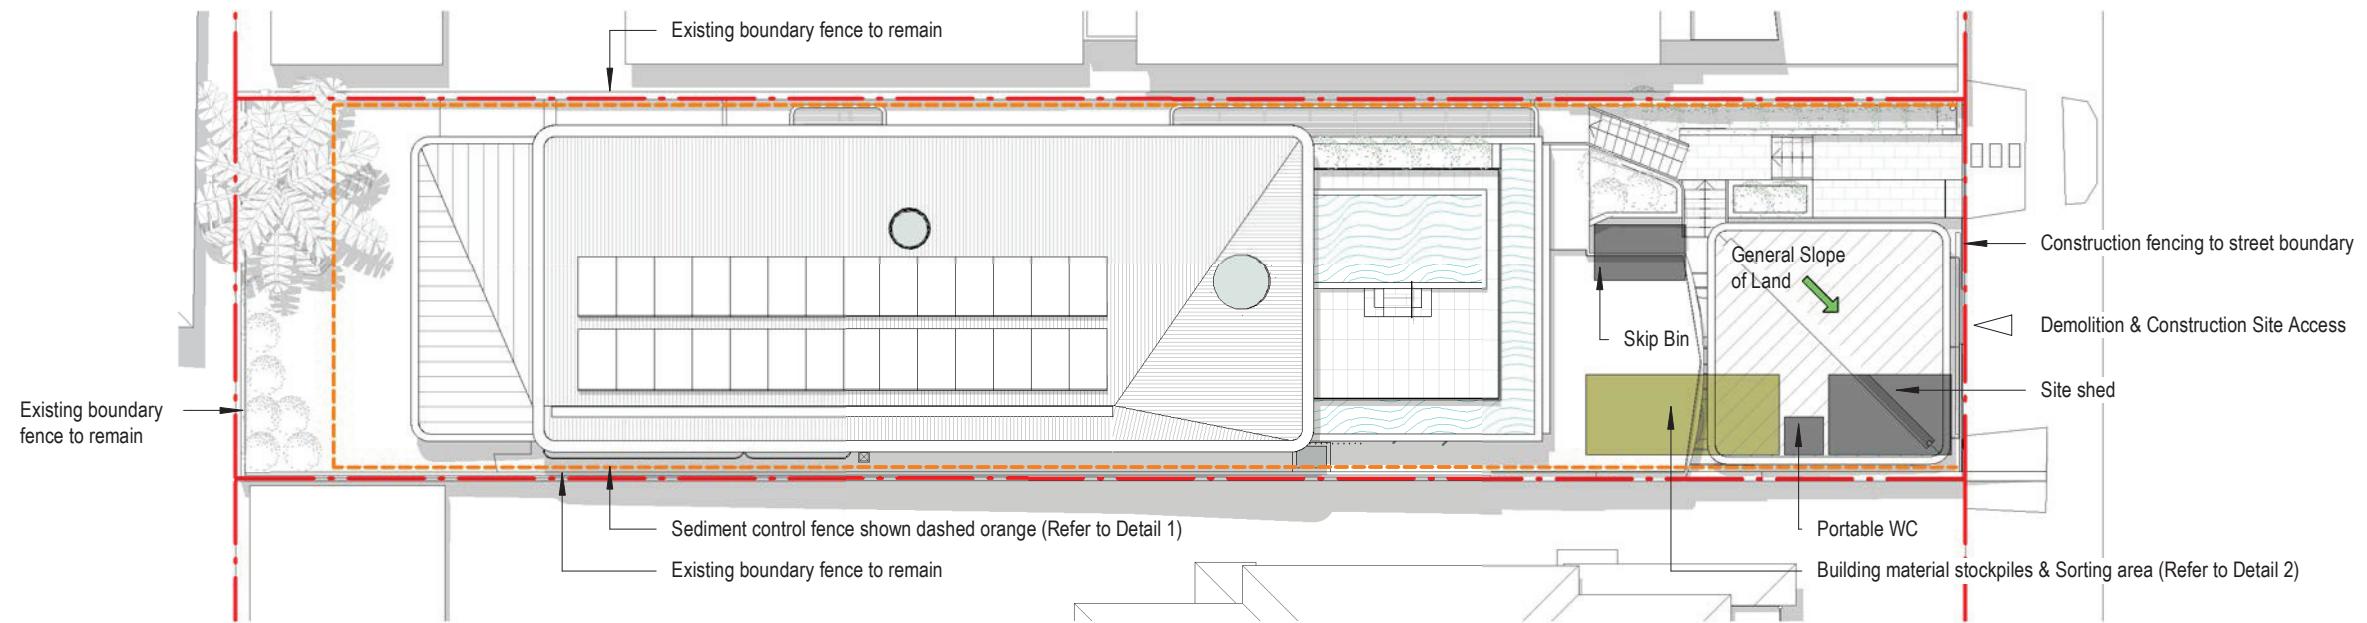 Existing boundary fence to remain
Construction fencing to street boundary
General Slope
of Land
Demolition & Construction Site Access
Skip Bin
Site shed
Existing boundary
fence to remain
Sediment control fence shown dashed orange (Refer to Detail 1)
Portable WC
Existing boundary fence to remain
Building material stockpiles & Sorting area (Refer to Detail 2)